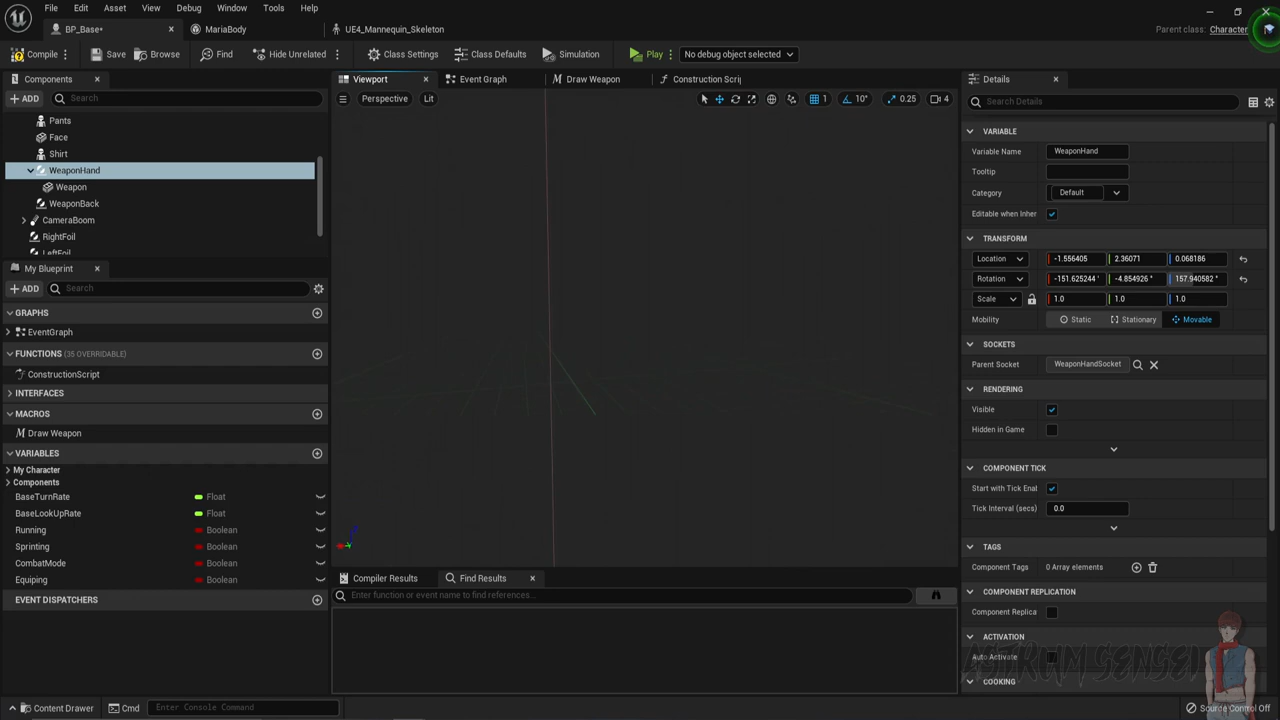 File Edit Asset View Debug Window Tools Help
BP_Base* MariaBody UE4_Mannequin_Skeleton Parent class: Character
Compile Save Browse Find Hide Unrelated Class Settings Class Defaults Simulation Play No debug object selected
Components Viewport Event Graph Draw Weapon Construction Scrip Details
ADD Search Perspective Lit 1 10° 0.25 4 Search Details
Pants
Face
Shirt
WeaponHand
Weapon
WeaponBack
CameraBoom
RightFoil
LeftFoil
My Blueprint
ADD Search
GRAPHS
EventGraph
FUNCTIONS (35 OVERRIDABLE)
ConstructionScript
INTERFACES
MACROS
Draw Weapon
VARIABLES
My Character
Components
BaseTurnRate Float
BaseLookUpRate Float
Running Boolean
Sprinting Boolean
CombatMode Boolean
Equiping Boolean
EVENT DISPATCHERS
Compiler Results Find Results
Enter function or event name to find references...
VARIABLE
Variable Name WeaponHand
Tooltip
Category Default
Editable when Inher
TRANSFORM
Location -1.556405 2.36071 0.068186
Rotation -151.625244 ° -4.854926 ° 157.940582 °
Scale 1.0 1.0 1.0
Mobility Static Stationary Movable
SOCKETS
Parent Socket WeaponHandSocket
RENDERING
Visible
Hidden in Game
COMPONENT TICK
Start with Tick Enal
Tick Interval (secs) 0.0
TAGS
Component Tags 0 Array elements
COMPONENT REPLICATION
Component Replica
ACTIVATION
Auto Activate
COOKING
ASTRUM SENSEI
Content Drawer Cmd Enter Console Command Source Control Off